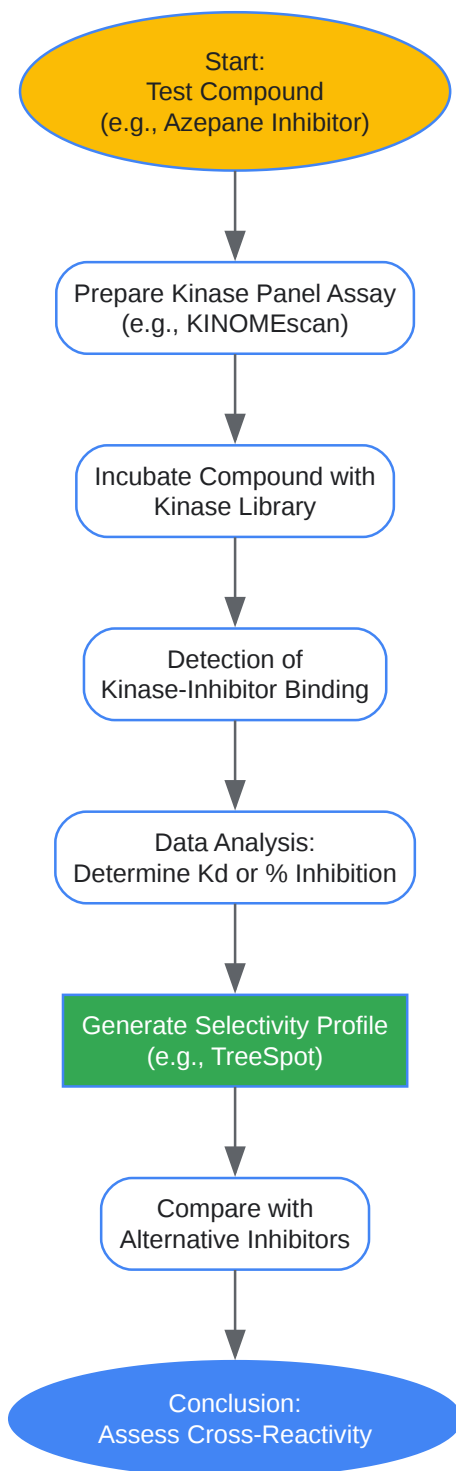 Start:
Test Compound
(e.g., Azepane Inhibitor)
Prepare Kinase Panel Assay
(e.g., KINOMEscan)
Incubate Compound with
Kinase Library
Detection of
Kinase-Inhibitor Binding
Data Analysis:
Determine Kd or % Inhibition
Generate Selectivity Profile
(e.g., TreeSpot)
Compare with
Alternative Inhibitors
Conclusion:
Assess Cross-Reactivity